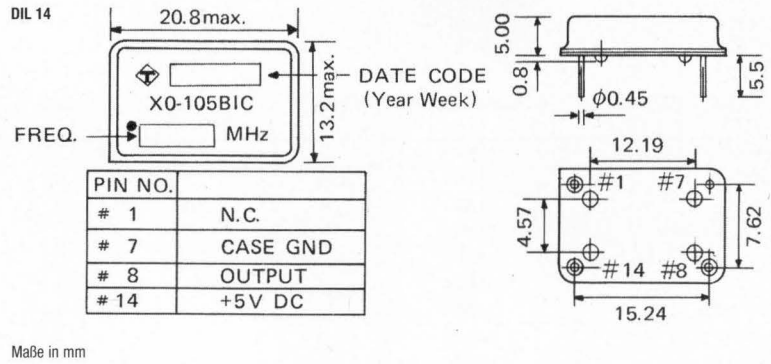 DIL 14
20.8max.
DATE CODE
(Year Week)
X0-105BIC
FREQ.
MHz
13.2max.
PIN NO.
# 1 N.C.
# 7 CASE GND
# 8 OUTPUT
# 14 +5V DC
5.00
0.8
5.5
ϕ0.45
12.19
#1 #7
4.57
7.62
#14 #8
15.24
Maße in mm